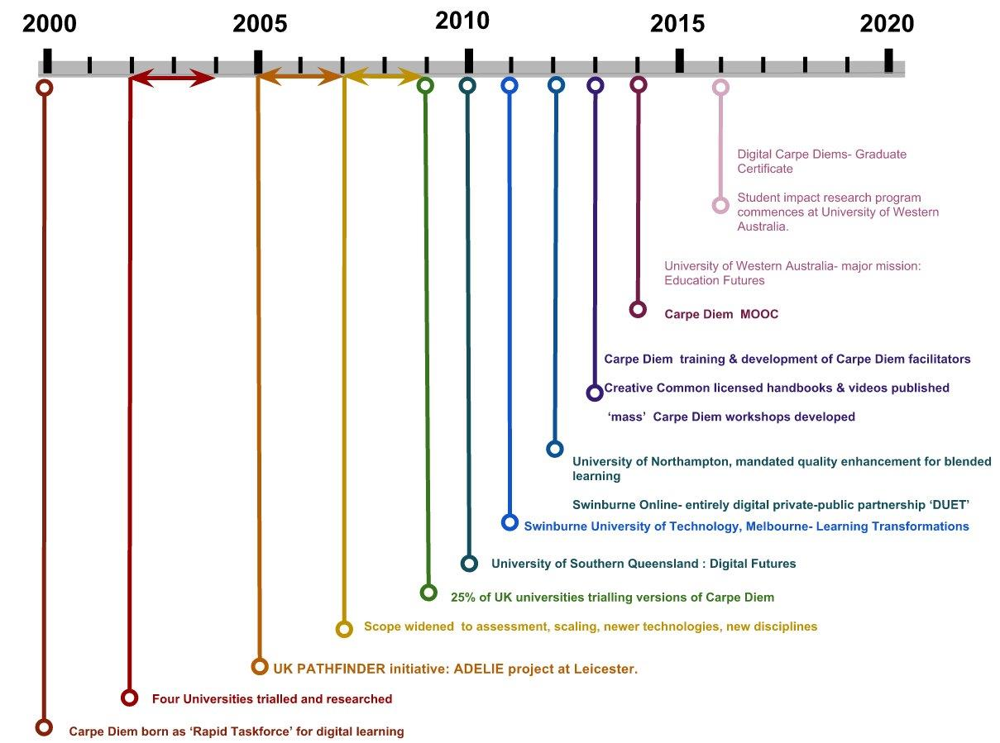 2000
2005
2010
2015
2020
Digital Carpe Diems- Graduate
Certificate
Student impact research program
commences at University of Western
Australia.
University of Western Australia- major mission:
Education Futures
Carpe Diem  MOOC
Carpe Diem  training & development of Carpe Diem facilitators
Creative Common licensed handbooks & videos published
‘mass’  Carpe Diem workshops developed
University of Northampton, mandated quality enhancement for blended
learning
Swinburne Online- entirely digital private-public partnership ‘DUET’
Swinburne University of Technology, Melbourne- Learning Transformations
University of Southern Queensland : Digital Futures
25% of UK universities trialling versions of Carpe Diem
Scope widened  to assessment, scaling, newer technologies, new disciplines
UK PATHFINDER initiative: ADELIE project at Leicester.
Four Universities trialled and researched
Carpe Diem born as ‘Rapid Taskforce’ for digital learning